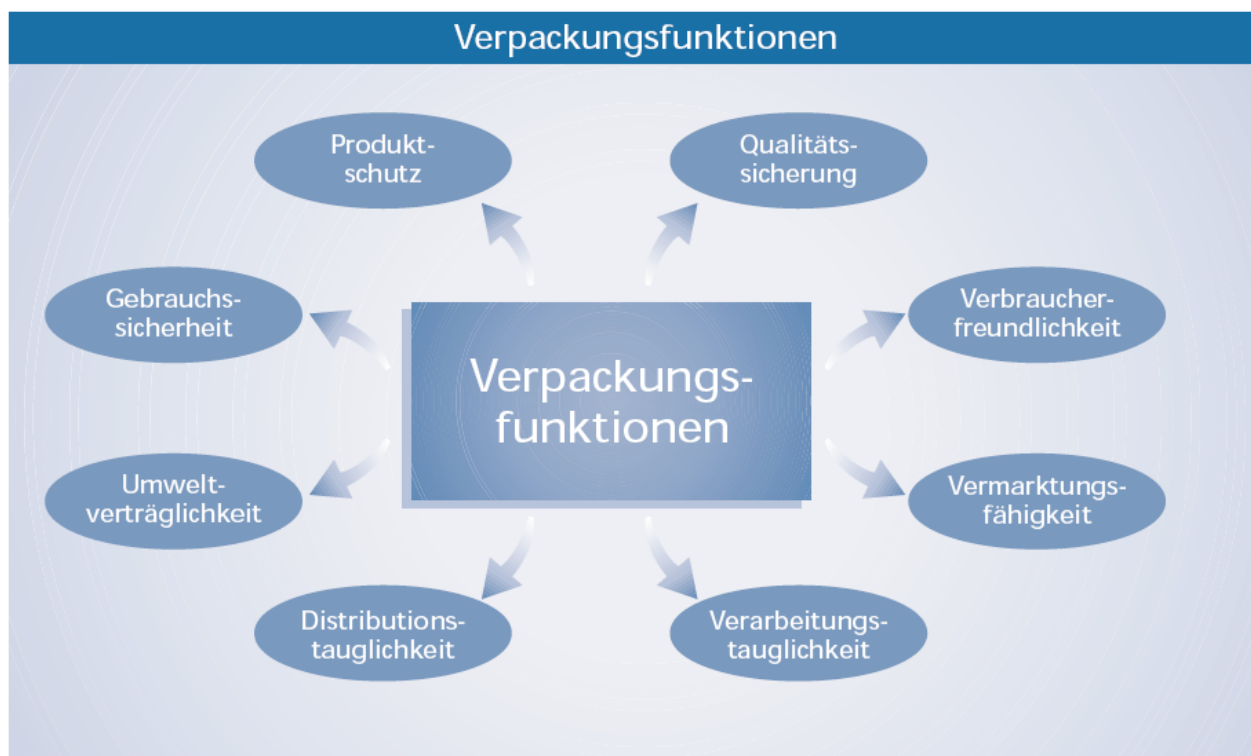 Verpackungsfunktionen
Produkt-
schutz
Qualitäts-
sicherung
Gebrauchs-
sicherheit
Verbraucher-
freundlichkeit
Verpackungs-
funktionen
Umwelt-
verträglichkeit
Vermarktungs-
fähigkeit
Distributions-
tauglichkeit
Verarbeitungs-
tauglichkeit